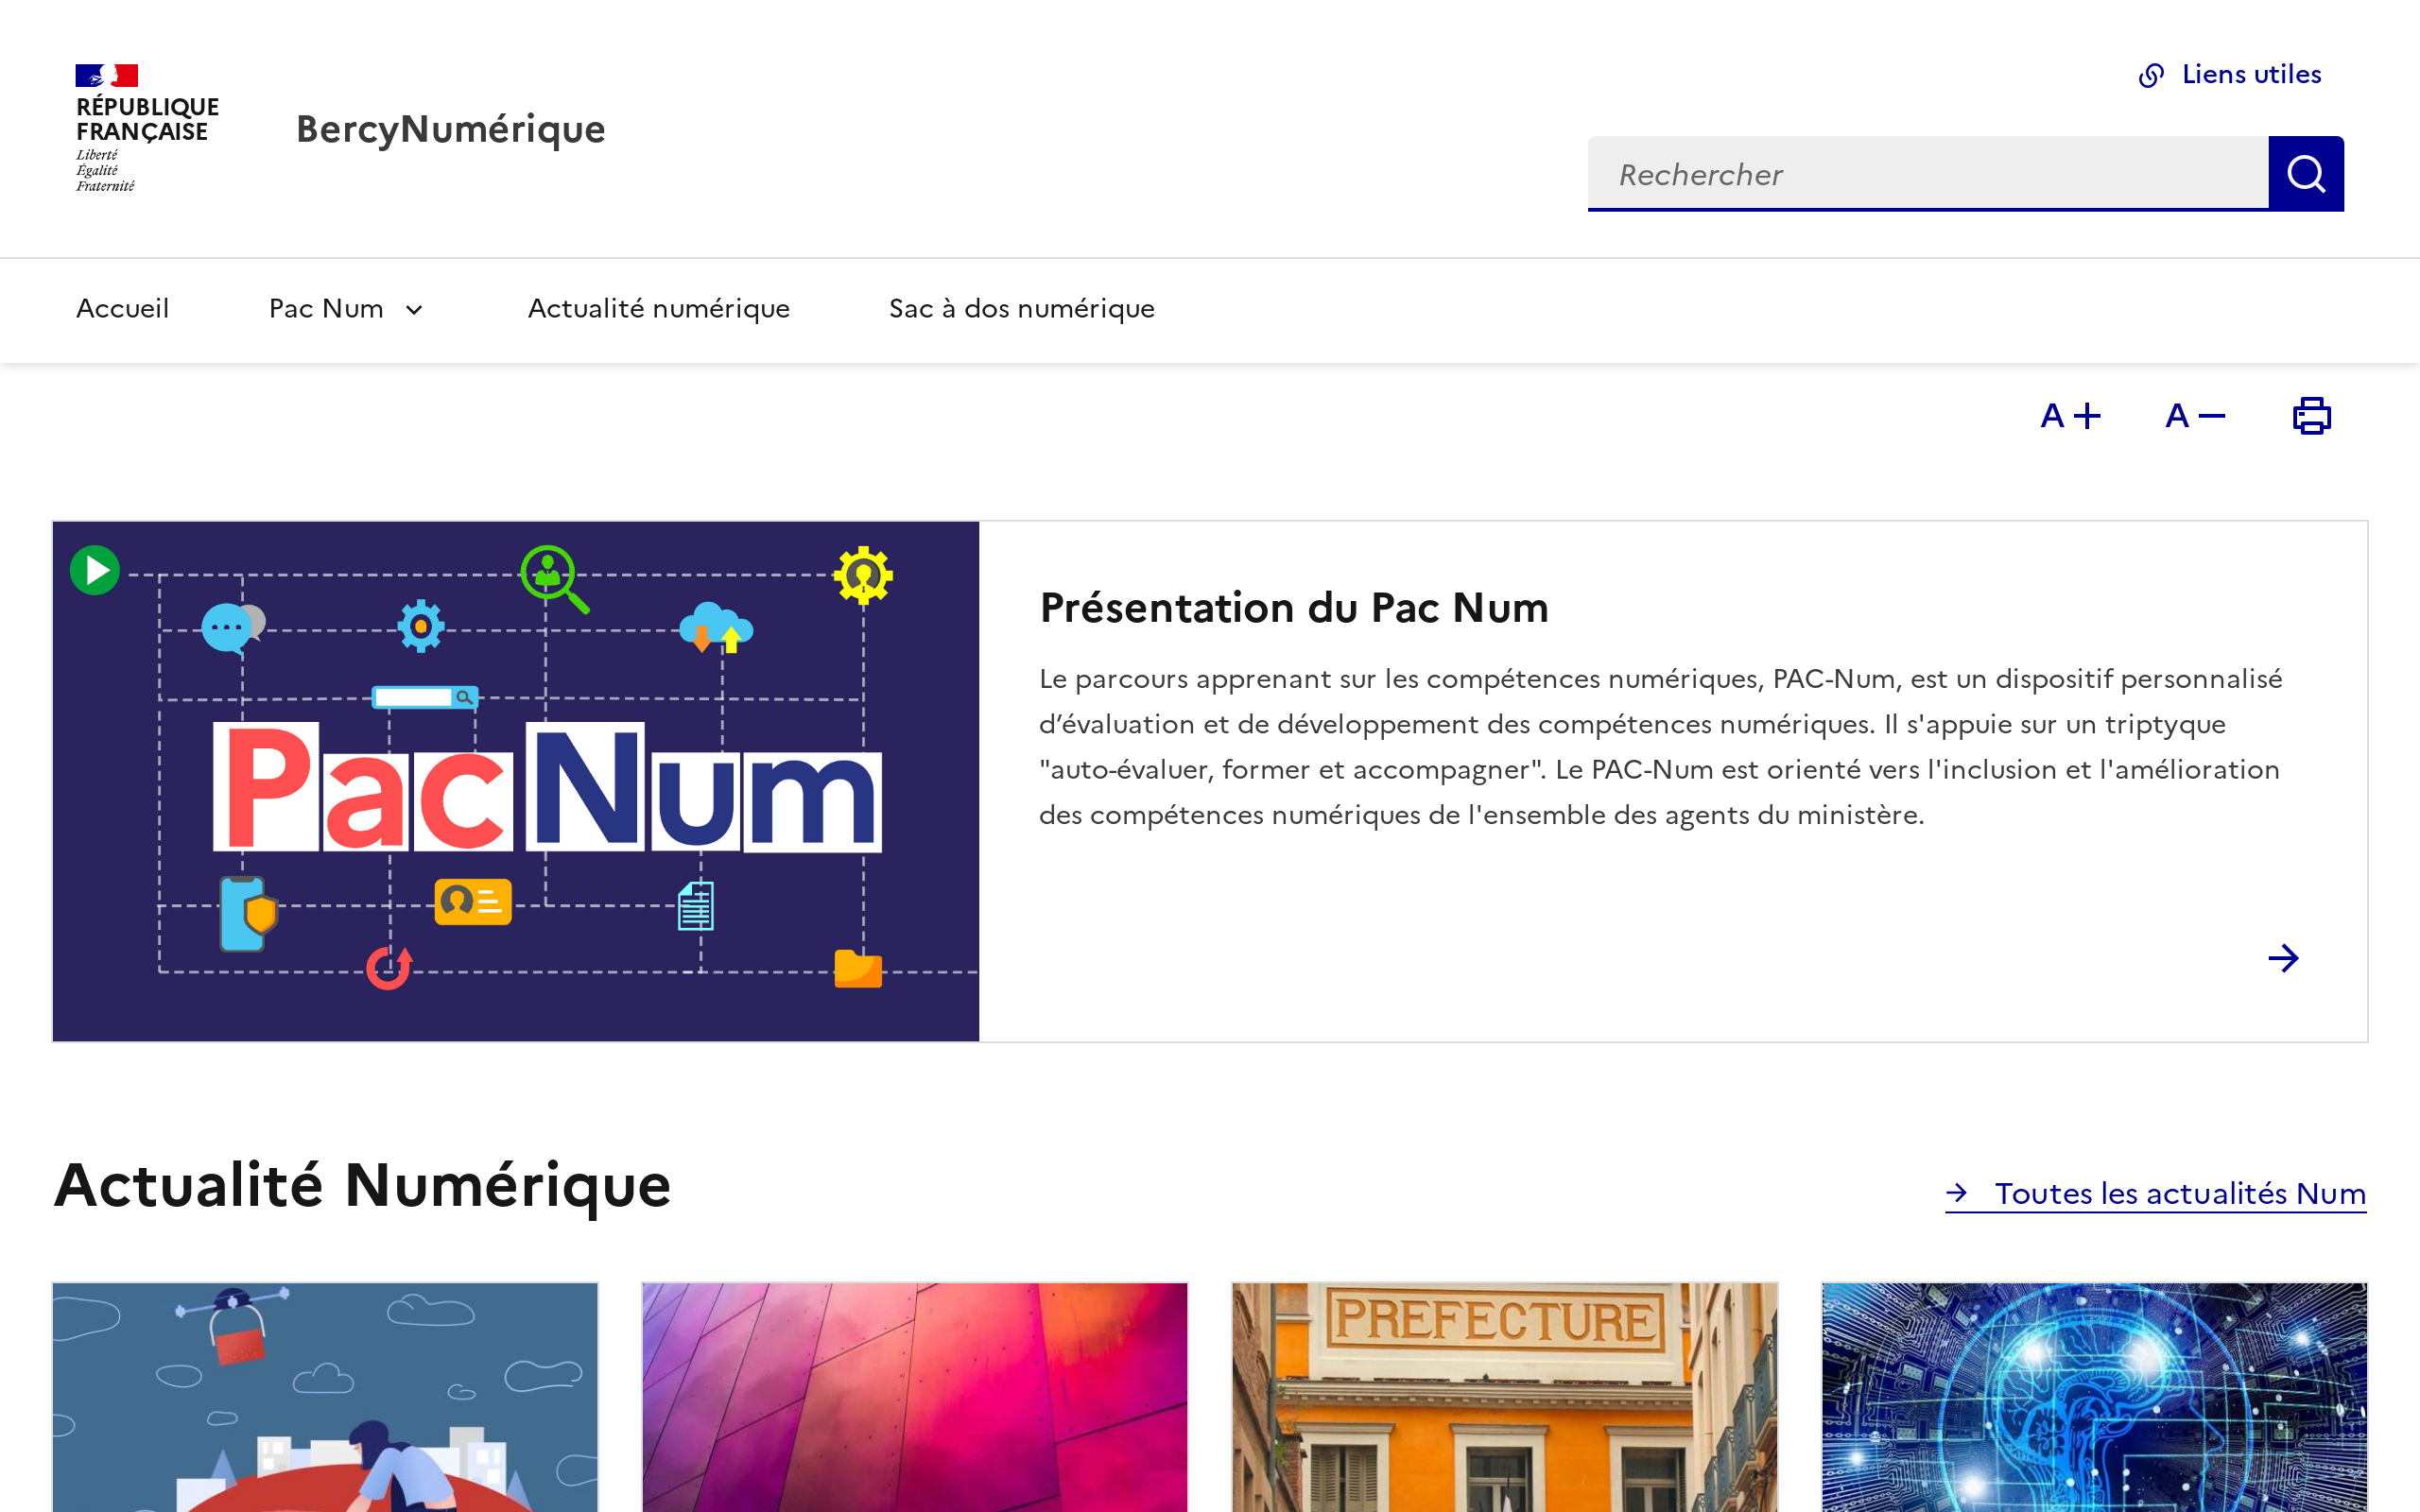 Liens utiles
RÉPUBLIQUE
FRANÇAISE
Liberté
Égalité
Fraternité
BercyNumérique
Rechercher
Accueil Pac Num Actualité numérique Sac à dos numérique
A+ A−
PacNum
Présentation du Pac Num
Le parcours apprenant sur les compétences numériques, PAC-Num, est un dispositif personnalisé
d’évaluation et de développement des compétences numériques. Il s'appuie sur un triptyque
"auto-évaluer, former et accompagner". Le PAC-Num est orienté vers l'inclusion et l'amélioration
des compétences numériques de l'ensemble des agents du ministère.
Actualité Numérique
Toutes les actualités Num
PREFECTURE